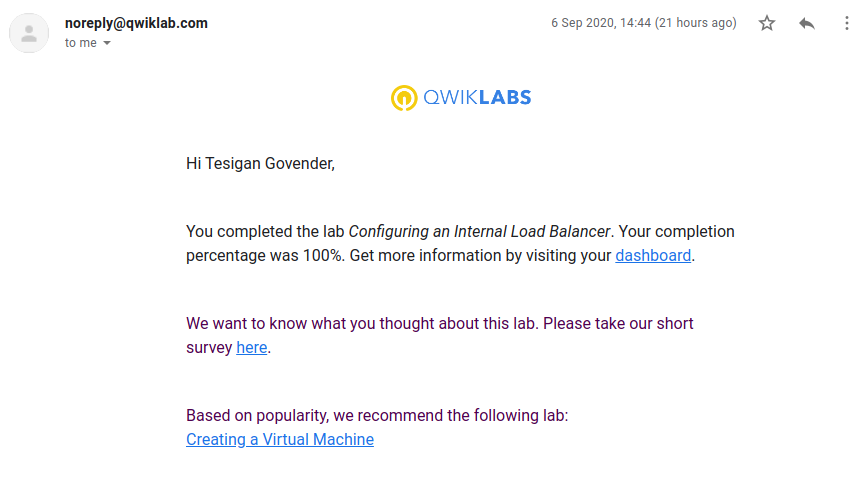 noreply@qwiklab.com
6 Sep 2020, 14:44 (21 hours ago)
to me
QWIKLABS
Hi Tesigan Govender,
You completed the lab Configuring an Internal Load Balancer. Your completion
percentage was 100%. Get more information by visiting your dashboard.
We want to know what you thought about this lab. Please take our short
survey here.
Based on popularity, we recommend the following lab:
Creating a Virtual Machine